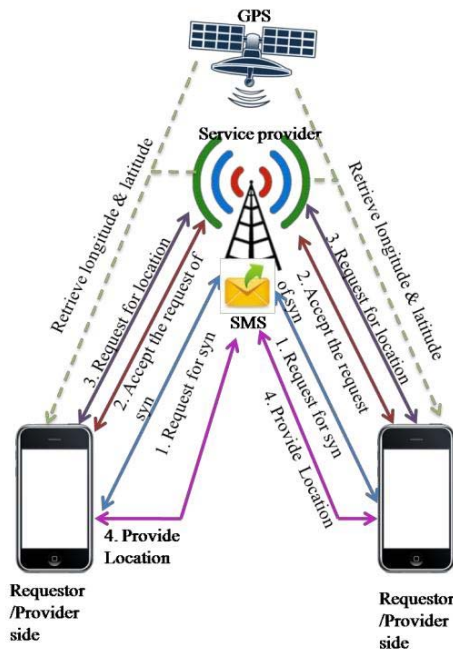 GPS
Service provider
Retrieve longitude & latitude
3. Request for location
2. Accept the request of
syn
1. Request for syn
SMS
4. Provide
Location
Requestor
/Provider
side
Retrieve longitude & latitude
3. Request for location
2. Accept the request
of syn
1. Request for syn
4. Provide Location
Requestor
/Provider
side